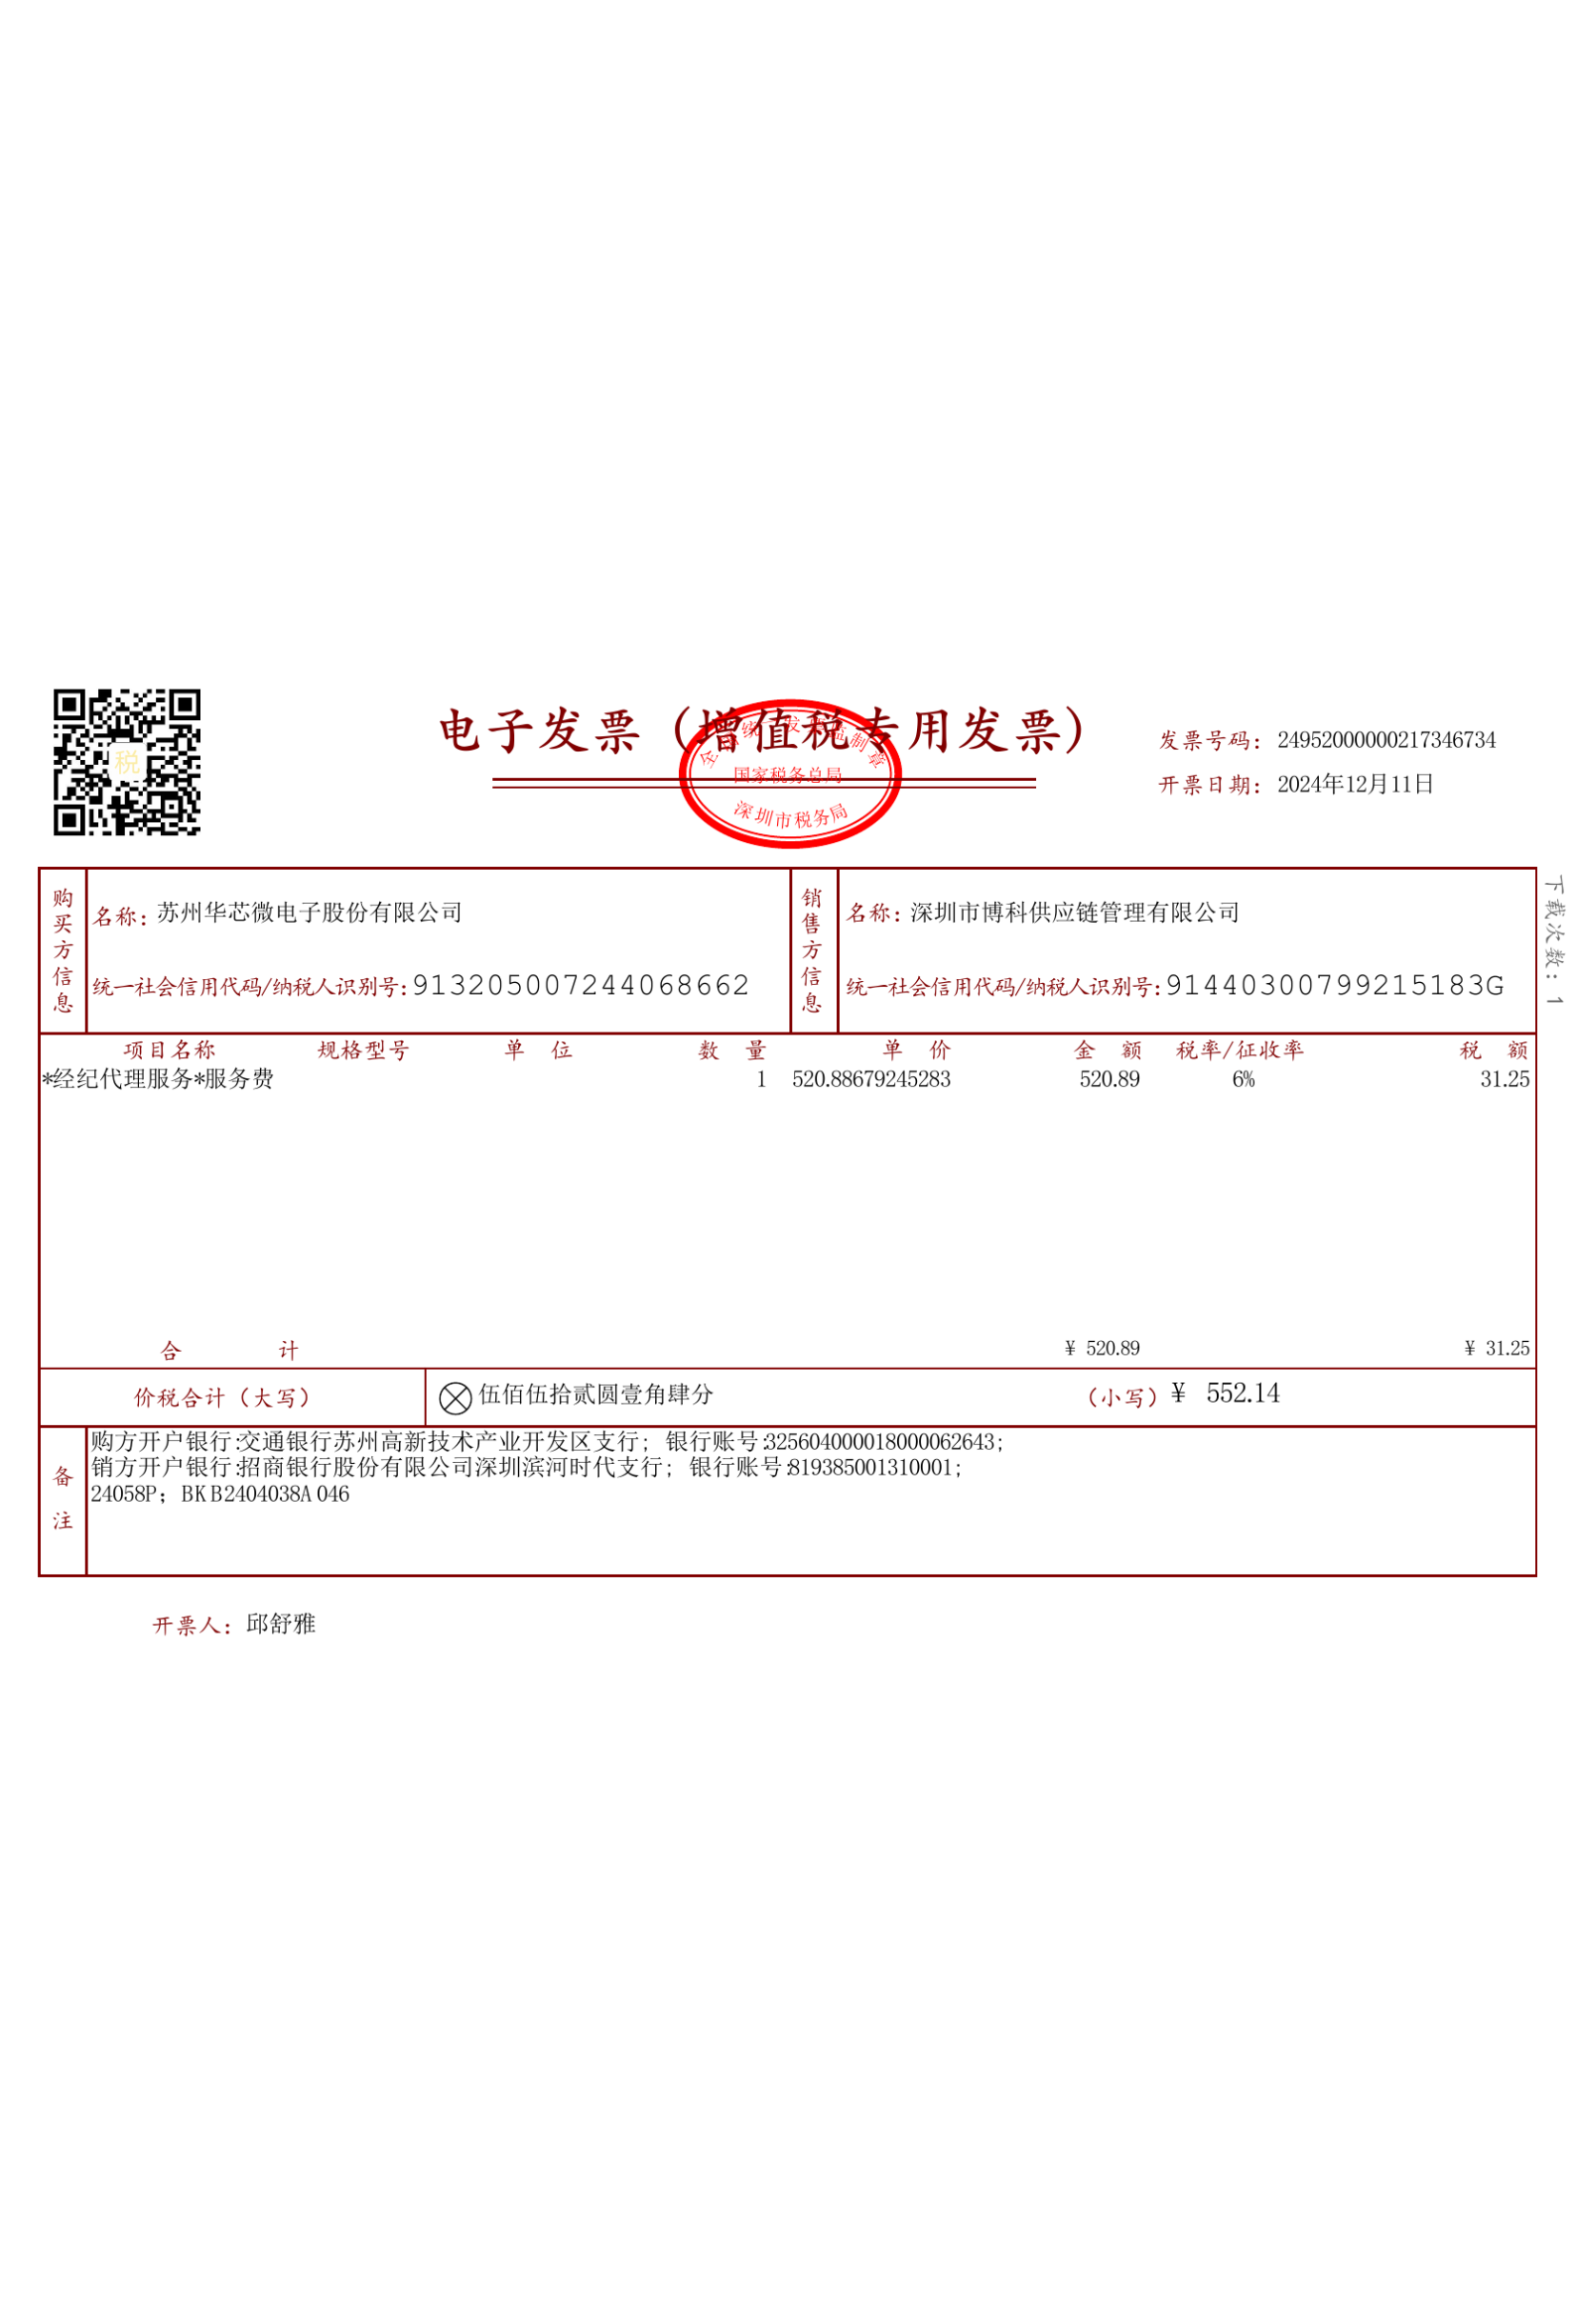 电子发票（增值税专用发票）
全国统一发票监制章
国家税务总局
深圳市税务局
税
发票号码：24952000000217346734
开票日期：2024年12月11日
购买方信息
名称：苏州华芯微电子股份有限公司
统一社会信用代码/纳税人识别号：913205007244068662
销售方信息
名称：深圳市博科供应链管理有限公司
统一社会信用代码/纳税人识别号：91440300799215183G
下载次数：1
项目名称 规格型号 单 位 数 量 单 价 金 额 税率/征收率 税 额
*经纪代理服务*服务费 1 520.88679245283 520.89 6% 31.25
合 计 ¥ 520.89 ¥ 31.25
价税合计（大写） 伍佰伍拾贰圆壹角肆分 （小写）¥ 552.14
备注
购方开户银行:交通银行苏州高新技术产业开发区支行; 银行账号:325604000018000062643;
销方开户银行:招商银行股份有限公司深圳滨河时代支行; 银行账号:819385001310001;
24058P; BKB2404038A046
开票人：邱舒雅